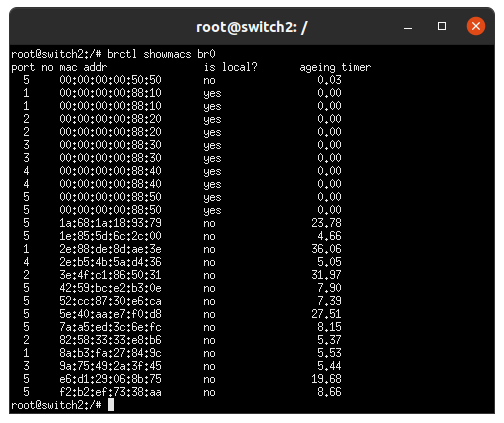 root@switch2: /
root@switch2:/# brctl showmacs br0
port no mac addr is local? ageing timer
5 00:00:00:00:50:50 no 0.03
1 00:00:00:00:88:10 yes 0.00
1 00:00:00:00:88:10 yes 0.00
2 00:00:00:00:88:20 yes 0.00
2 00:00:00:00:88:20 yes 0.00
3 00:00:00:00:88:30 yes 0.00
3 00:00:00:00:88:30 yes 0.00
4 00:00:00:00:88:40 yes 0.00
4 00:00:00:00:88:40 yes 0.00
5 00:00:00:00:88:50 yes 0.00
5 00:00:00:00:88:50 yes 0.00
5 1a:68:1a:18:93:79 no 23.78
5 1e:85:5d:6c:2c:00 no 4.66
1 2e:88:de:8d:ae:3e no 36.06
4 2e:b5:4b:5a:d4:36 no 5.05
2 3e:4f:c1:86:50:31 no 31.97
5 42:59:bc:e2:b3:0e no 7.90
5 52:cc:87:30:e6:ca no 7.39
5 5e:40:aa:e7:f0:d8 no 27.51
5 7a:a5:ed:3c:6e:fc no 8.15
2 82:58:33:33:e8:b6 no 5.37
1 8a:b3:fa:27:84:9c no 5.53
3 9a:75:49:2a:3f:45 no 5.44
5 e6:d1:29:06:8b:75 no 19.68
5 f2:b2:ef:73:38:aa no 8.66
root@switch2:/#